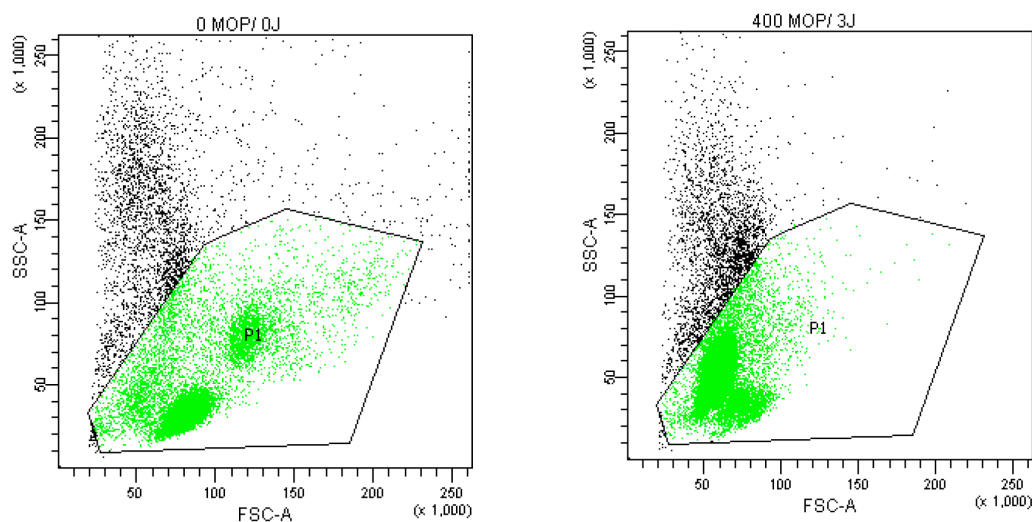 0 MOP/ 0J
(x 1,000)
250
200
150
100
50
SSC-A
P1
50 100 150 200 250
FSC-A
(x 1,000)
400 MOP/ 3J
(x 1,000)
250
200
150
100
50
SSC-A
P1
50 100 150 200 250
FSC-A
(x 1,000)